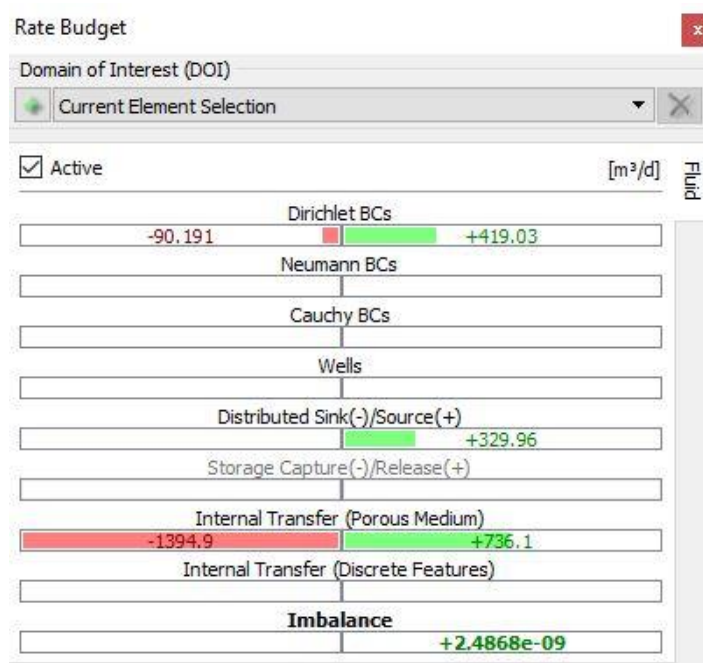 Rate Budget
x
Domain of Interest (DOI)
Current Element Selection
Active [m³/d]
Fluid
Dirichlet BCs
-90.191 +419.03
Neumann BCs
Cauchy BCs
Wells
Distributed Sink(-)/Source(+)
+329.96
Storage Capture(-)/Release(+)
Internal Transfer (Porous Medium)
-1394.9 +736.1
Internal Transfer (Discrete Features)
Imbalance
+2.4868e-09